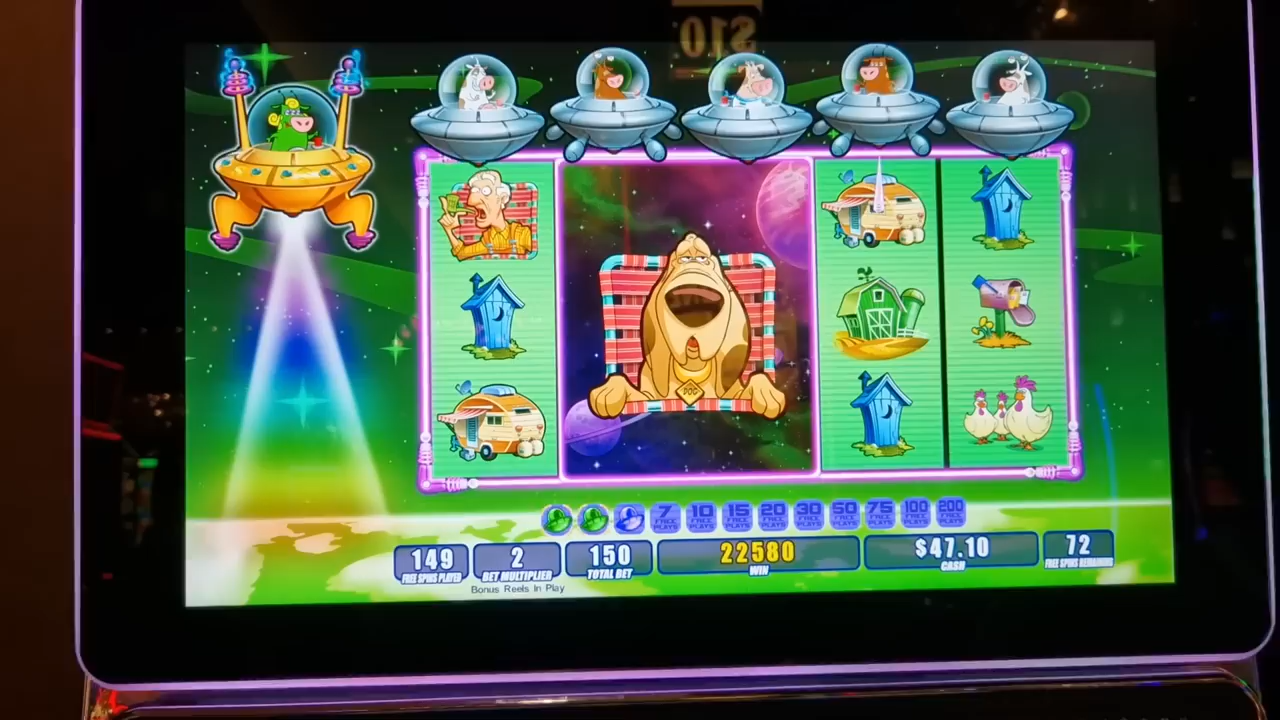 $10
DOG
7 FREE PLAYS
10 FREE PLAYS
15 FREE PLAYS
20 FREE PLAYS
30 FREE PLAYS
50 FREE PLAYS
75 FREE PLAYS
100 FREE PLAYS
200 FREE PLAYS
149
FREE SPINS PLAYED
2
BET MULTIPLIER
150
TOTAL BET
22580
WIN
$47.10
CASH
72
FREE SPINS REMAINING
Bonus Reels In Play